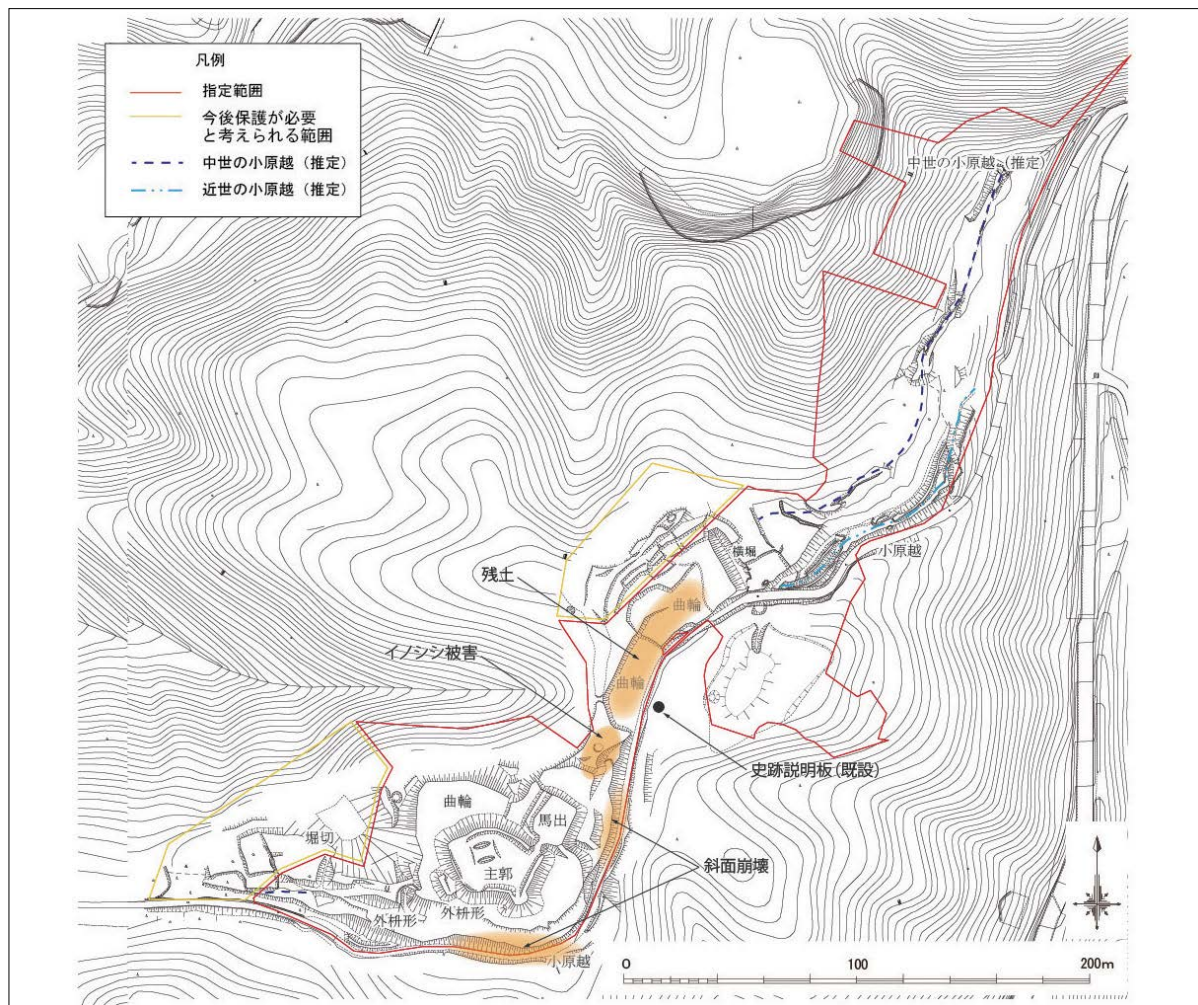 凡例
指定範囲
今後保護が必要
と考えられる範囲
中世の小原越（推定）
近世の小原越（推定）
中世の小原越（推定）
横堀
小原越
残土
曲輪
イノシシ被害
曲輪
史跡説明板（既設）
曲輪
馬出
堀切
主郭
斜面崩壊
外枡形
外枡形
小原越
0
100
200m